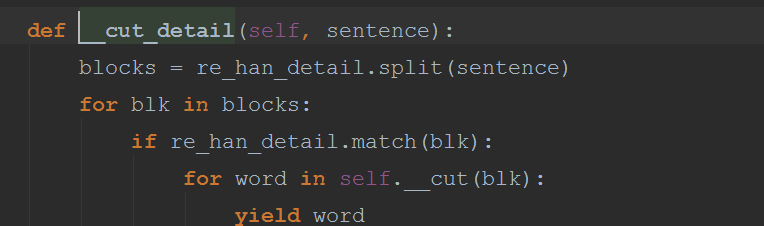 def __cut_detail(self, sentence):
blocks = re_han_detail.split(sentence)
for blk in blocks:
if re_han_detail.match(blk):
for word in self.__cut(blk):
yield word